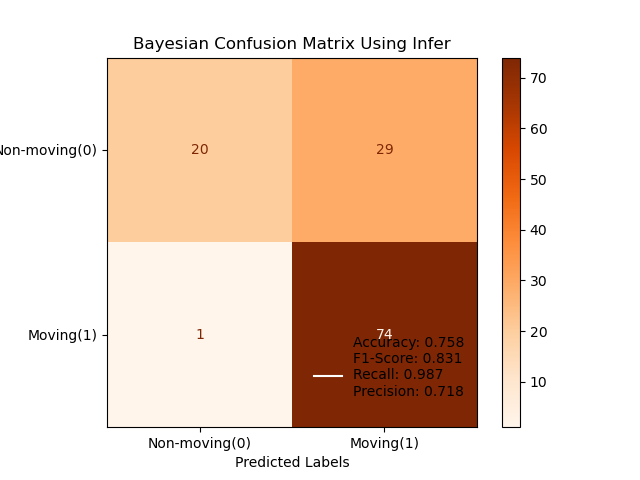 Bayesian Confusion Matrix Using Infer
Non-moving(0)
20
29
Moving(1)
1
74
Accuracy: 0.758
F1-Score: 0.831
Recall: 0.987
Precision: 0.718
Non-moving(0)
Moving(1)
Predicted Labels
70
60
50
40
30
20
10